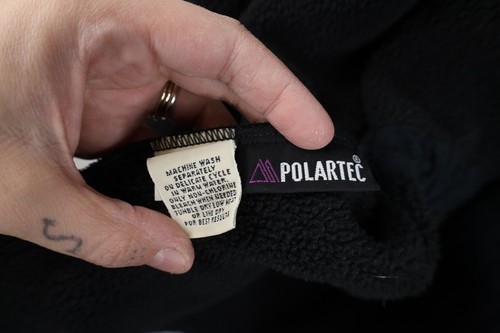 MACHINE WASH
SEPARATELY
ON DELICATE CYCLE
IN WARM WATER.
ONLY NON-CHLORINE
BLEACH WHEN NEEDED
TUMBLE DRY LOW HEAT
OR LINE DRY
FOR BEST RESULTS
POLARTEC®